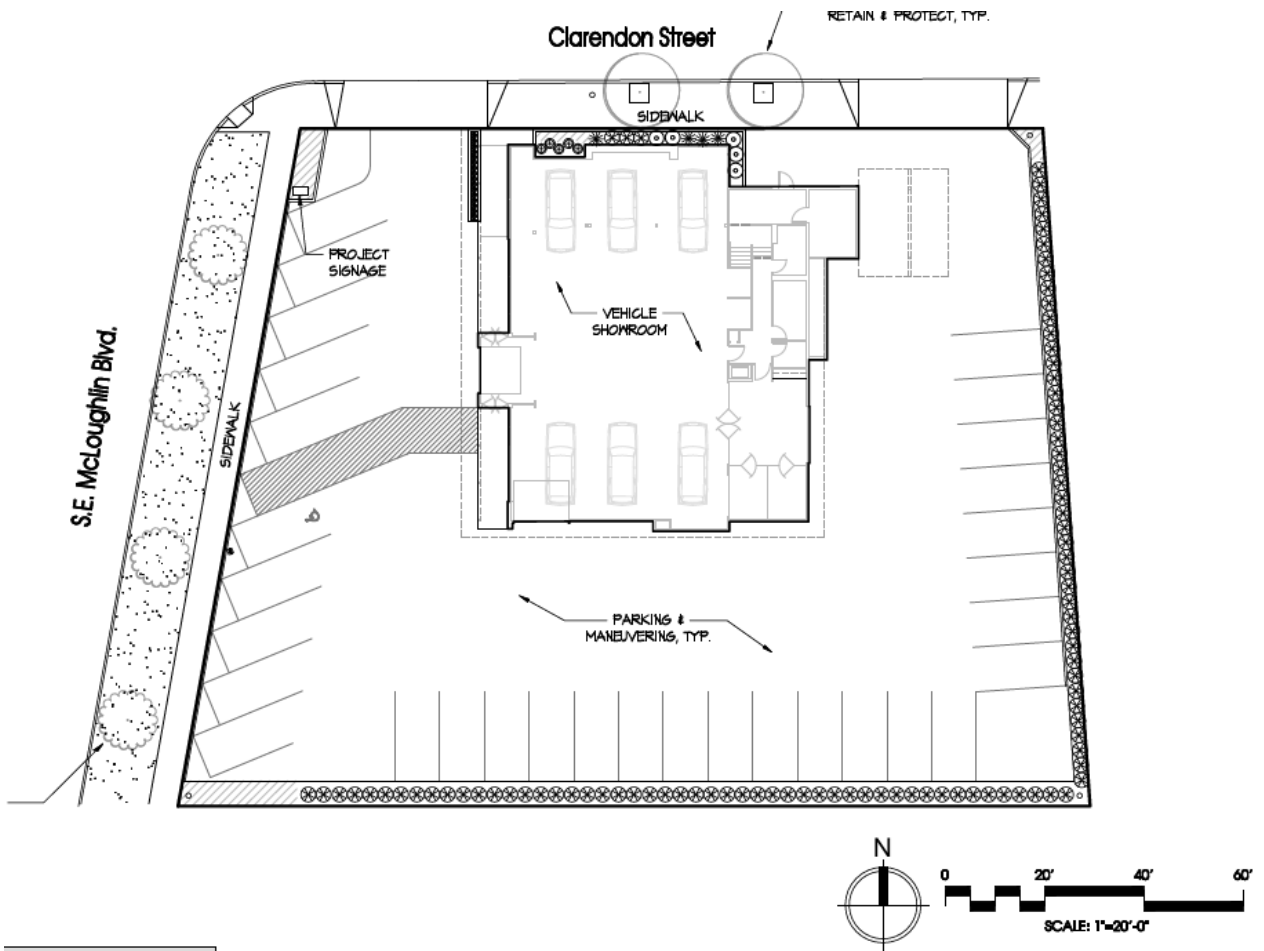 RETAIN & PROTECT, TYP.
Clarendon Street
SIDEWALK
PROJECT
SIGNAGE
VEHICLE
SHOWROOM
S.E. McLoughlin Blvd.
SIDEWALK
PARKING &
MANEUVERING, TYP.
N
0 20' 40' 60'
SCALE: 1"=20'-0"